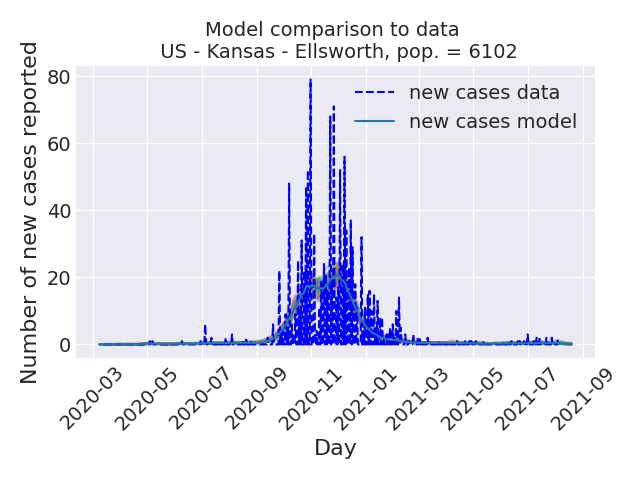 Model comparison to data
US - Kansas - Ellsworth, pop. = 6102
Number of new cases reported
80
60
40
20
0
new cases data
new cases model
2020-03
2020-05
2020-07
2020-09
2020-11
2021-01
2021-03
2021-05
2021-07
2021-09
Day